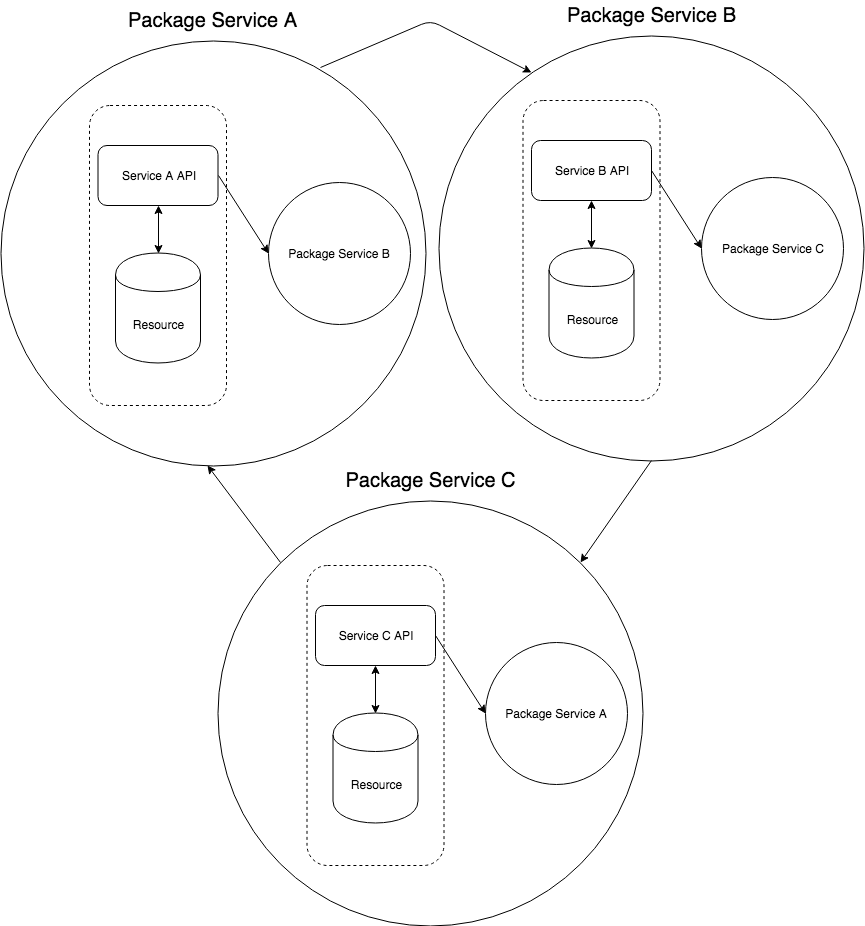 Package Service A
Package Service B
Service A API
Package Service B
Resource
Service B API
Package Service C
Resource
Package Service C
Service C API
Package Service A
Resource